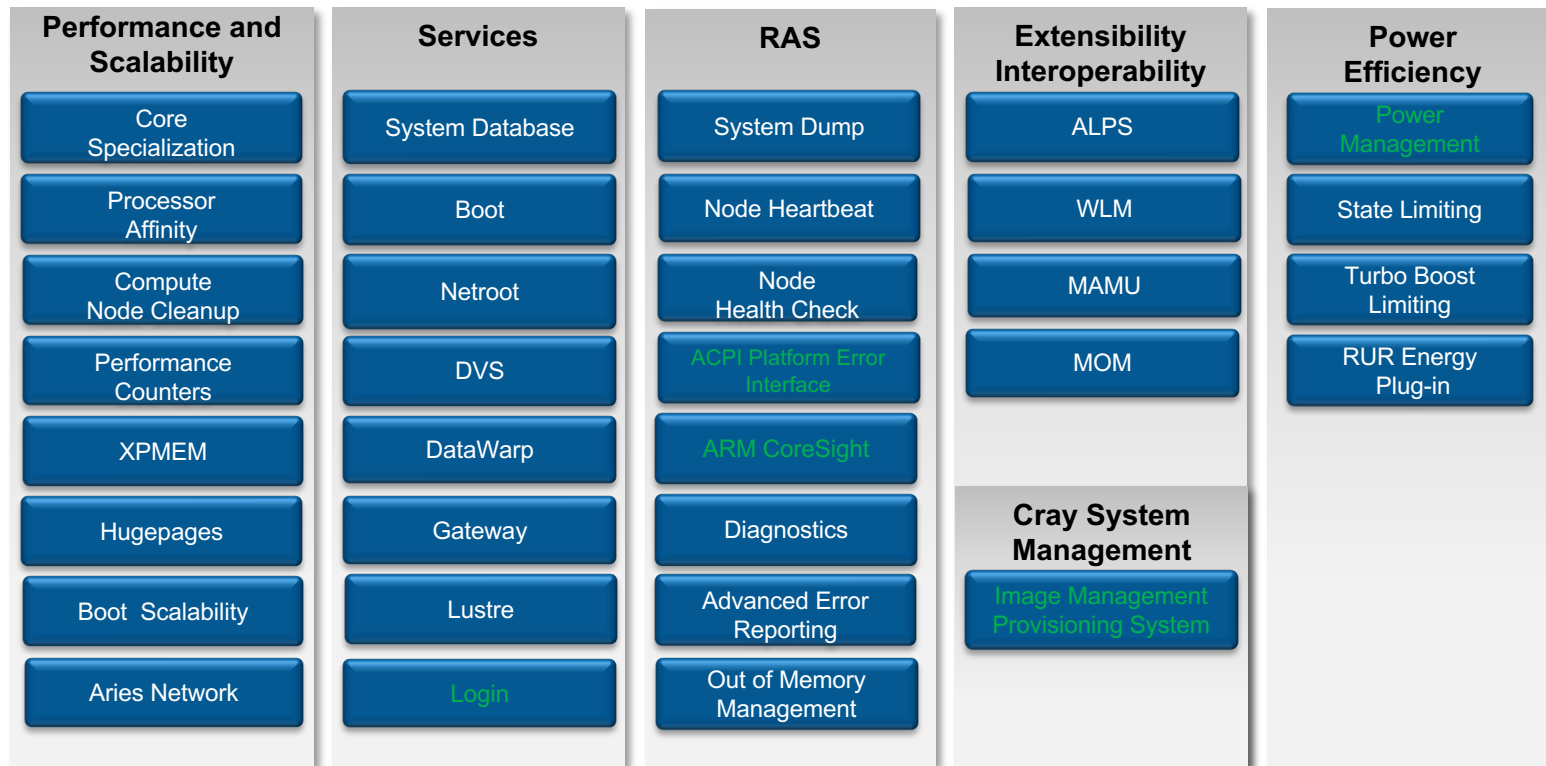 Performance and
Scalability
Core
Specialization
Processor
Affinity
Compute
Node Cleanup
Performance
Counters
XPMEM
Hugepages
Boot Scalability
Aries Network
Services
System Database
Boot
Netroot
DVS
DataWarp
Gateway
Lustre
Login
RAS
System Dump
Node Heartbeat
Node
Health Check
ACPI Platform Error
Interface
ARM CoreSight
Diagnostics
Advanced Error
Reporting
Out of Memory
Management
Extensibility
Interoperability
ALPS
WLM
MAMU
MOM
Cray System
Management
Image Management
Provisioning System
Power
Efficiency
Power
Management
State Limiting
Turbo Boost
Limiting
RUR Energy
Plug-in